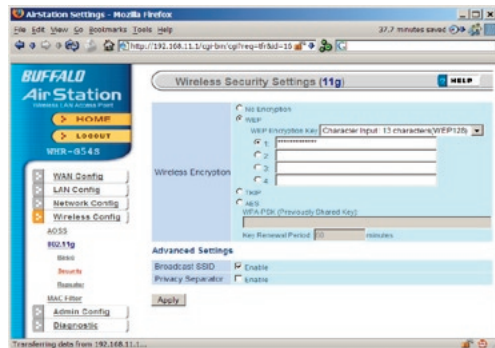 AirStation Settings - Mozilla Firefox
File Edit View Go Bookmarks Tools Help
37.7 minutes saved
http://192.168.11.1/cgi-bin/cgi?req=tfr&id=16
BUFFALO
AirStation
Wireless LAN Access Point
HOME
LOGOUT
WHR-G54S
WAN Config
LAN Config
Network Config
Wireless Config
AOSS
802.11g
Basic
Security
Repeater
MAC Filter
Admin Config
Diagnostic
Wireless Security Settings (11g)
HELP
Wireless Encryption
No Encryption
WEP
WEP Encryption Key Character Input: 13 characters(WEP128)
1: *************
2:
3:
4:
TKIP
AES
WPA-PSK (Previously Shared Key)
Key Renewal Period minutes
Advanced Settings
Broadcast SSID Enable
Privacy Separator Enable
Apply
Transferring data from 192.168.11.1...